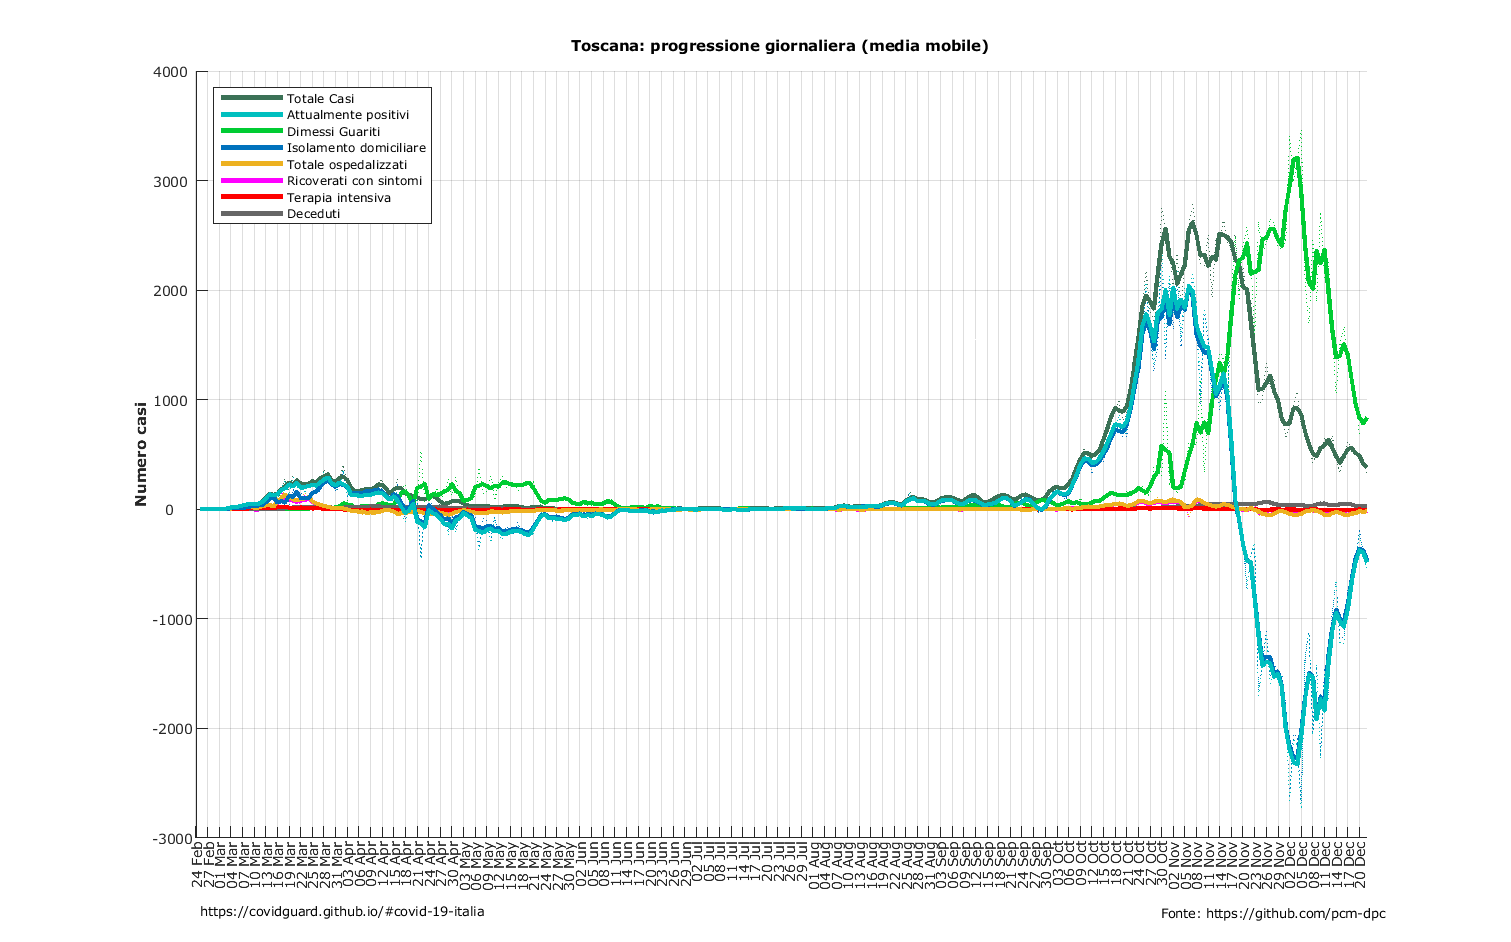 Toscana: progressione giornaliera (media mobile)
Numero casi
4000
3000
2000
1000
0
-1000
-2000
-3000
Totale Casi
Attualmente positivi
Dimessi Guariti
Isolamento domiciliare
Totale ospedalizzati
Ricoverati con sintomi
Terapia intensiva
Deceduti
24 Feb
27 Feb
01 Mar
04 Mar
07 Mar
10 Mar
13 Mar
16 Mar
19 Mar
22 Mar
25 Mar
28 Mar
31 Mar
03 Apr
06 Apr
09 Apr
12 Apr
15 Apr
18 Apr
21 Apr
24 Apr
27 Apr
30 Apr
03 May
06 May
09 May
12 May
15 May
18 May
21 May
24 May
27 May
30 May
02 Jun
05 Jun
08 Jun
11 Jun
14 Jun
17 Jun
20 Jun
23 Jun
26 Jun
29 Jun
02 Jul
05 Jul
08 Jul
11 Jul
14 Jul
17 Jul
20 Jul
23 Jul
26 Jul
29 Jul
01 Aug
04 Aug
07 Aug
10 Aug
13 Aug
16 Aug
19 Aug
22 Aug
25 Aug
28 Aug
31 Aug
03 Sep
06 Sep
09 Sep
12 Sep
15 Sep
18 Sep
21 Sep
24 Sep
27 Sep
30 Sep
03 Oct
06 Oct
09 Oct
12 Oct
15 Oct
18 Oct
21 Oct
24 Oct
27 Oct
30 Oct
02 Nov
05 Nov
08 Nov
11 Nov
14 Nov
17 Nov
20 Nov
23 Nov
26 Nov
29 Nov
02 Dec
05 Dec
08 Dec
11 Dec
14 Dec
17 Dec
20 Dec
https://covidguard.github.io/#covid-19-italia
Fonte: https://github.com/pcm-dpc